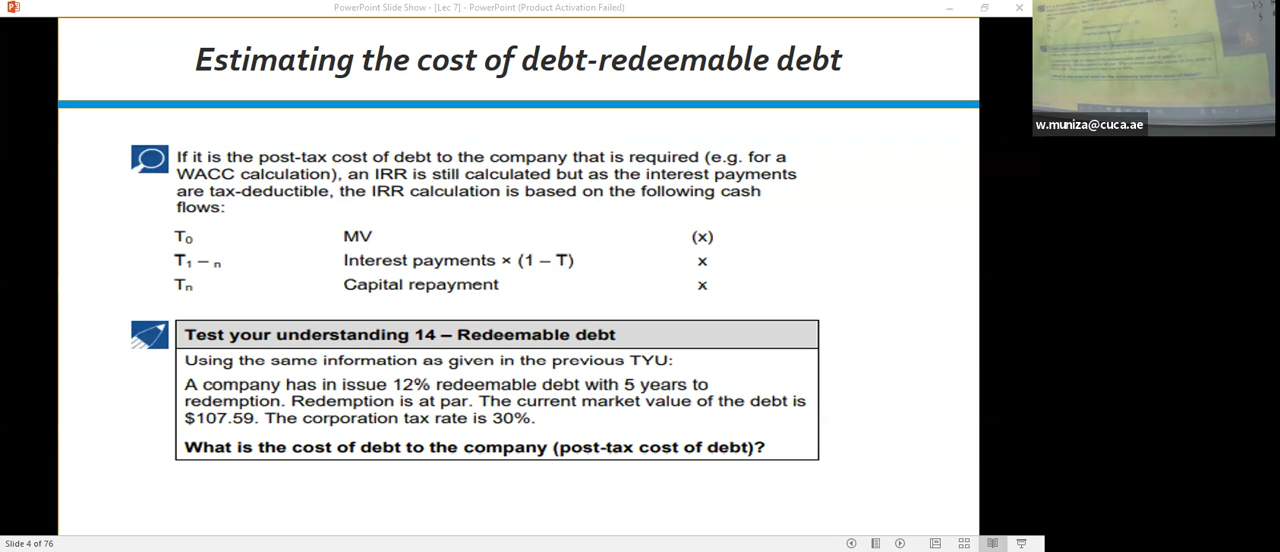 PowerPoint Slide Show - [Lec 7] - PowerPoint (Product Activation Failed)
Estimating the cost of debt-redeemable debt
w.muniza@cuca.ae
If it is the post-tax cost of debt to the company that is required (e.g. for a
WACC calculation), an IRR is still calculated but as the interest payments
are tax-deductible, the IRR calculation is based on the following cash
flows:
T₀ MV (x)
T₁ – ₙ Interest payments × (1 – T) x
Tₙ Capital repayment x
Test your understanding 14 – Redeemable debt
Using the same information as given in the previous TYU:
A company has in issue 12% redeemable debt with 5 years to
redemption. Redemption is at par. The current market value of the debt is
$107.59. The corporation tax rate is 30%.
What is the cost of debt to the company (post-tax cost of debt)?
Slide 4 of 76